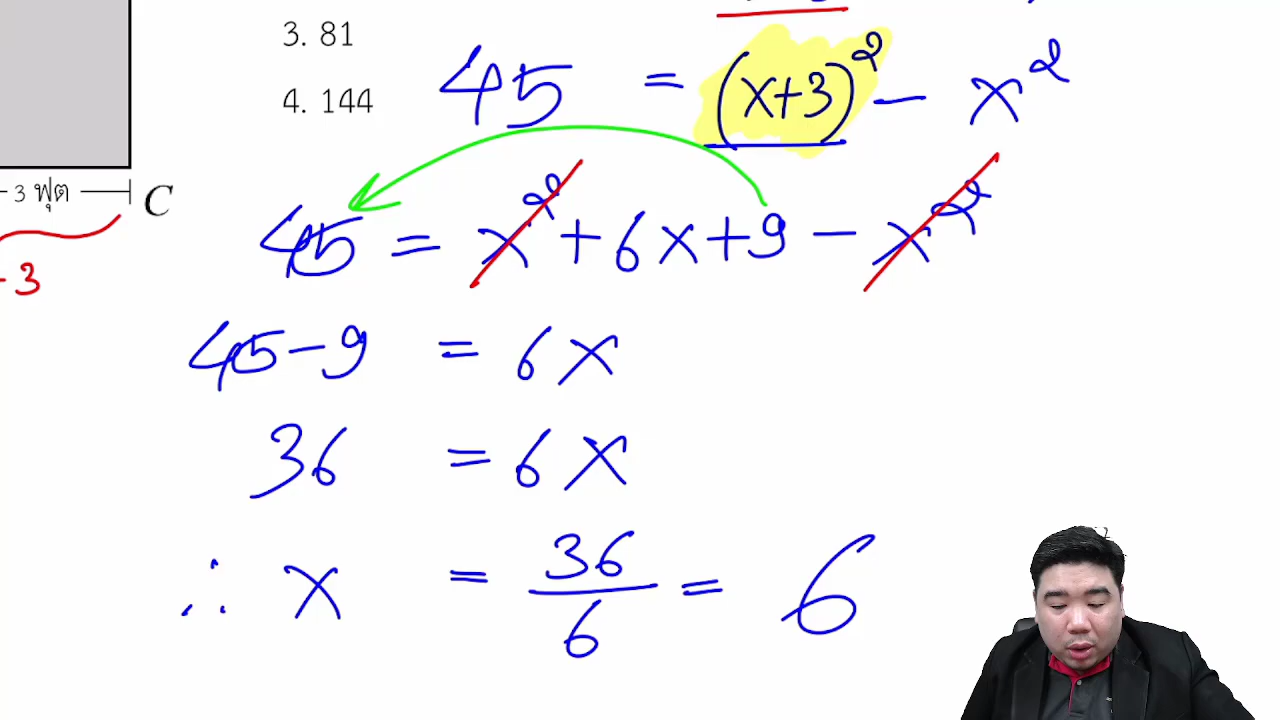 3. 81
4. 144
45 = (x+3)² - x²
3 ฟุต C
45 = x² + 6x + 9 - x²
3
45 - 9 = 6x
36 = 6x
∴ x = 36/6 = 6